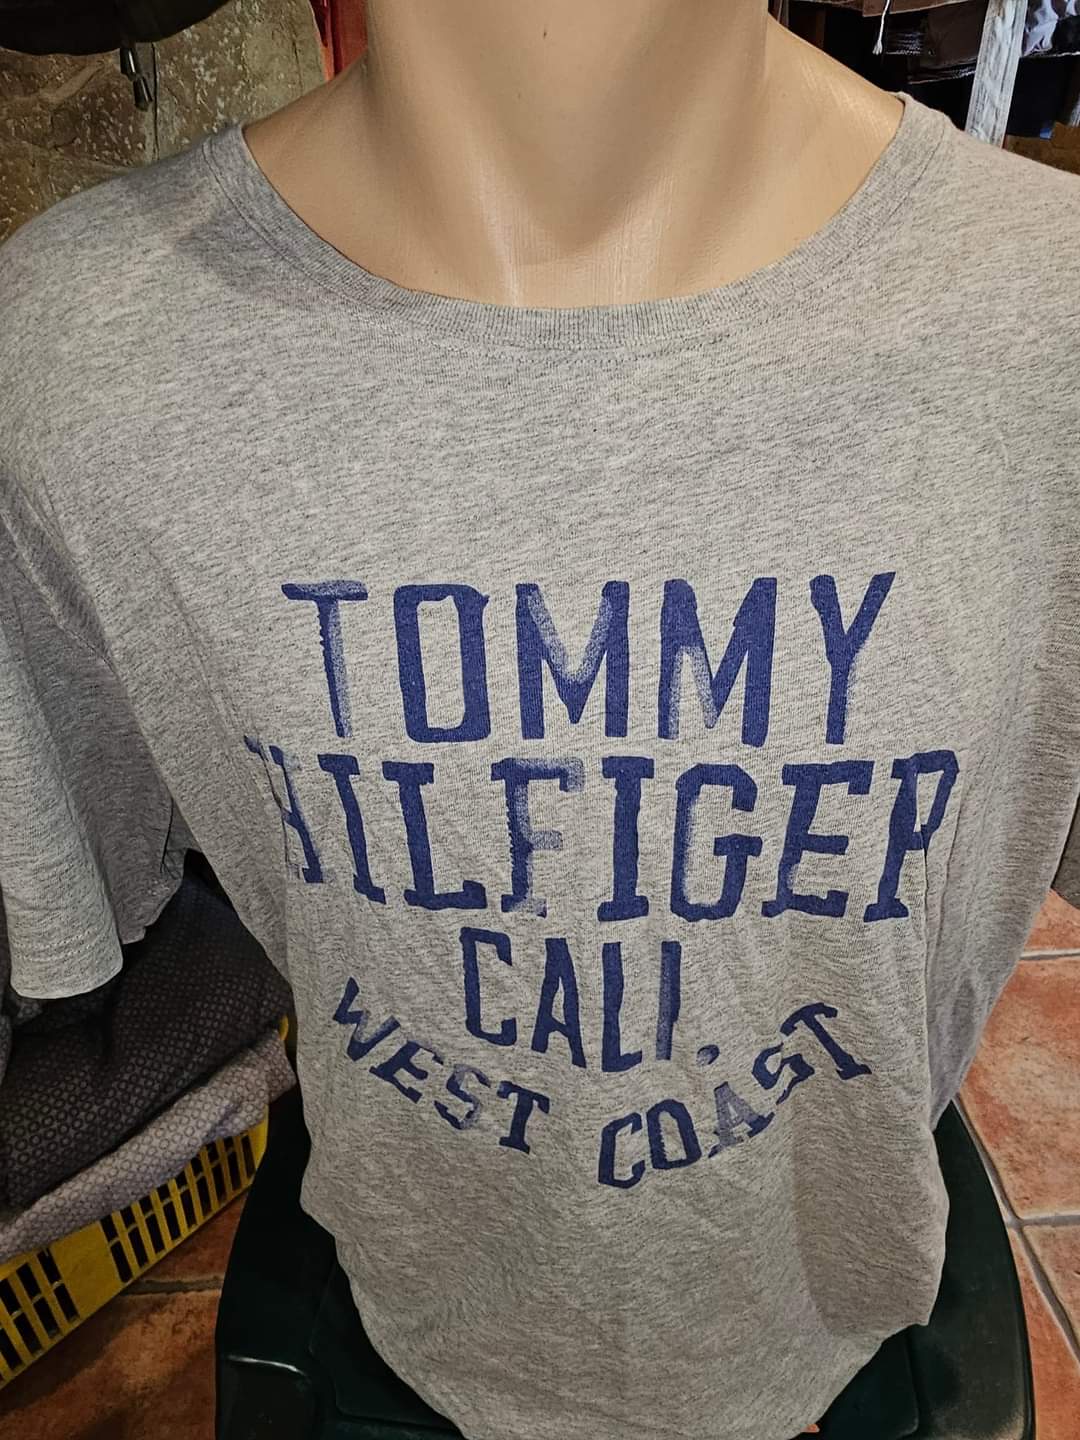 TOMMY
HILFIGER
CALI.
WEST COAST